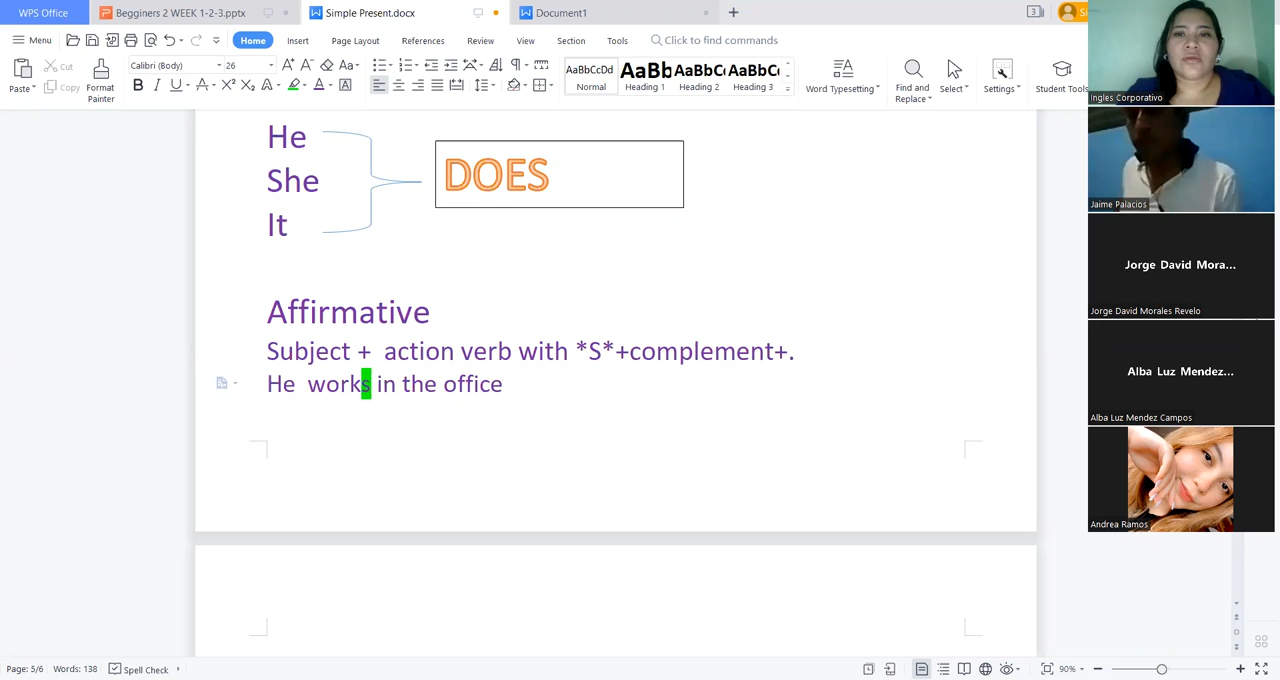 WPS Office Begginers 2 WEEK 1-2-3.pptx Simple Present.docx Document1 3
Menu Home Insert Page Layout References Review View Section Tools Click to find commands
Paste Cut Copy Format Painter Calibri (Body) 26 AaBbCcDd Normal Heading 1 Heading 2 Heading 3 Word Typesetting Find and Replace Select Settings Student Tools
He
She
It
DOES
Affirmative
Subject + action verb with *S*+complement+.
He works in the office
Ingles Corporativo
Jaime Palacios
Jorge David Mora...
Jorge David Morales Revelo
Alba Luz Mendez...
Alba Luz Mendez Campos
Andrea Ramos
Page: 5/6 Words: 138 Spell Check 90%